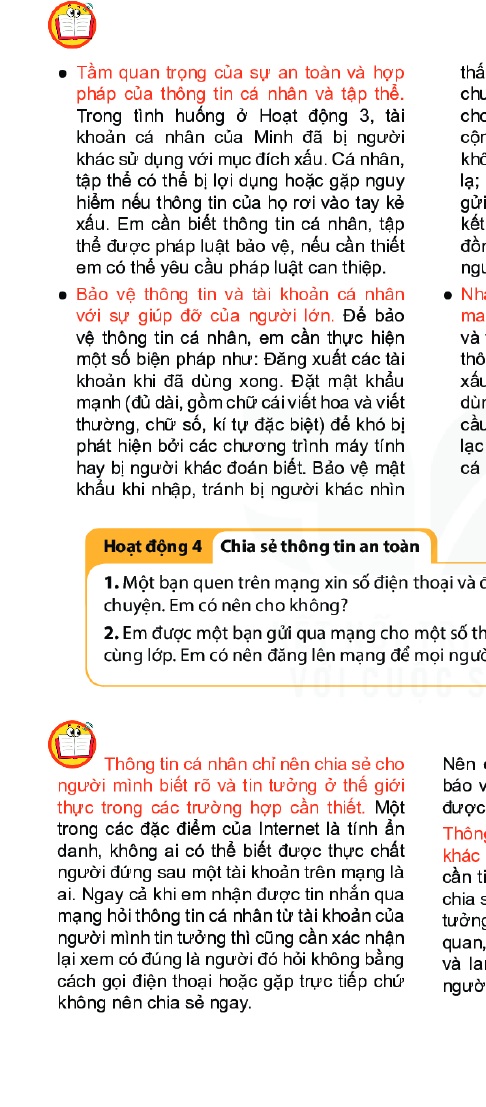 Tầm quan trọng của sự an toàn và hợp
pháp của thông tin cá nhân và tập thể.
Trong tình huống ở Hoạt động 3, tài
khoản cá nhân của Minh đã bị người
khác sử dụng với mục đích xấu. Cá nhân,
tập thể có thể bị lợi dụng hoặc gặp nguy
hiểm nếu thông tin của họ rơi vào tay kẻ
xấu. Em cần biết thông tin cá nhân, tập
thể được pháp luật bảo vệ, nếu cần thiết
em có thể yêu cầu pháp luật can thiệp.
Bảo vệ thông tin và tài khoản cá nhân
với sự giúp đỡ của người lớn. Để bảo
vệ thông tin cá nhân, em cần thực hiện
một số biện pháp như: Đăng xuất các tài
khoản khi đã dùng xong. Đặt mật khẩu
mạnh (đủ dài, gồm chữ cái viết hoa và viết
thường, chữ số, kí tự đặc biệt) để khó bị
phát hiện bởi các chương trình máy tính
hay bị người khác đoán biết. Bảo vệ mật
khẩu khi nhập, tránh bị người khác nhìn
và
lạ;
gửi
kết
và
xấu
cầu
lạc
cá
Hoạt động 4 Chia sẻ thông tin an toàn
1. Một bạn quen trên mạng xin số điện thoại và
chuyện. Em có nên cho không?
2. Em được một bạn gửi qua mạng cho một số
cùng lớp. Em có nên đăng lên mạng để mọi
VỚI CUỘC
Thông tin cá nhân chỉ nên chia sẻ cho
người mình biết rõ và tin tưởng ở thế giới
thực trong các trường hợp cần thiết. Một
trong các đặc điểm của Internet là tính ẩn
danh, không ai có thể biết được thực chất
người đứng sau một tài khoản trên mạng là
ai. Ngay cả khi em nhận được tin nhắn qua
mạng hỏi thông tin cá nhân từ tài khoản của
người mình tin tưởng thì cũng cần xác nhận
lại xem có đúng là người đó hỏi không bằng
cách gọi điện thoại hoặc gặp trực tiếp chứ
không nên chia sẻ ngay.
Nên
báo
được
khác
cần
chia
tưởng
quan,
và
người